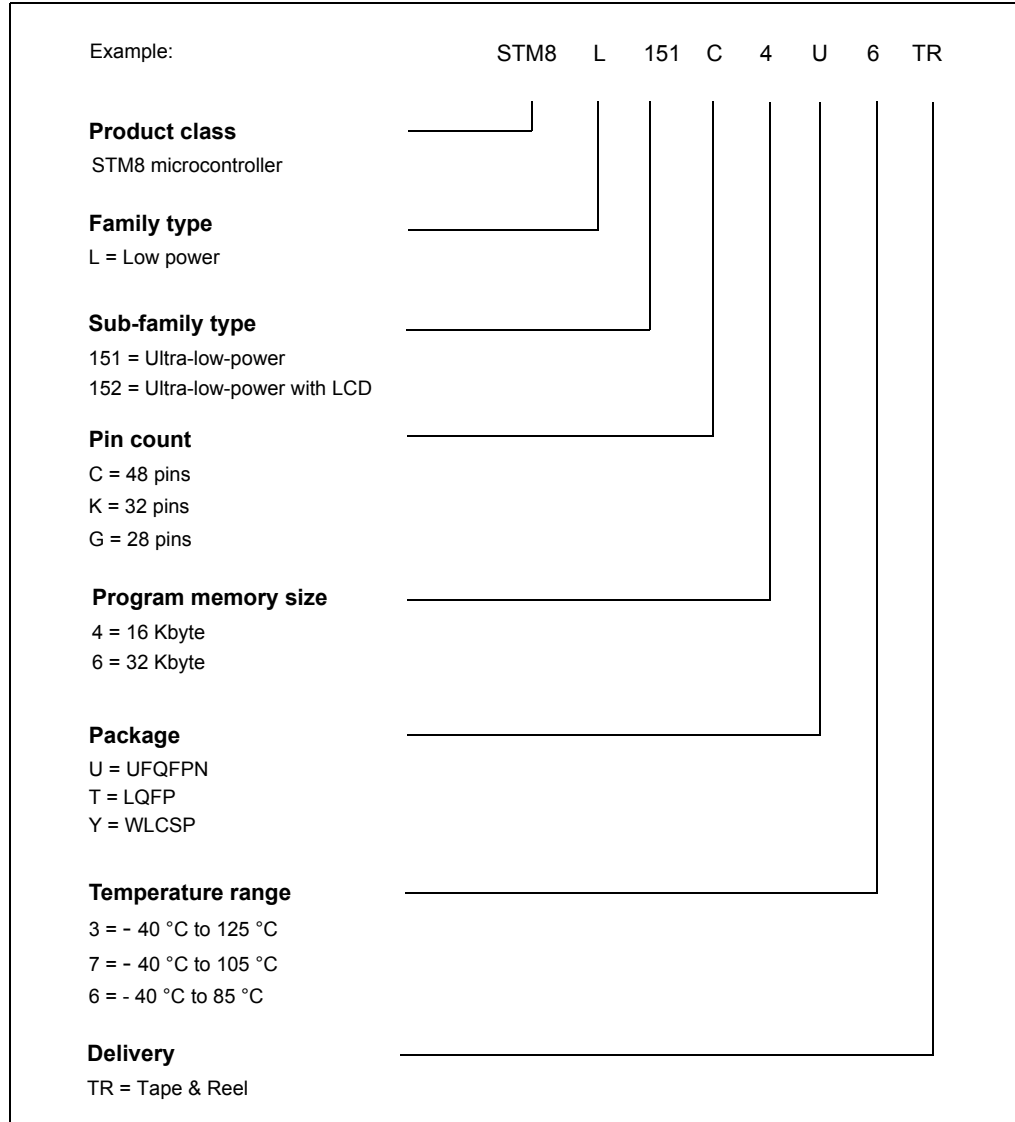 Example: STM8 L 151 C 4 U 6 TR
Product class
STM8 microcontroller
Family type
L = Low power
Sub-family type
151 = Ultra-low-power
152 = Ultra-low-power with LCD
Pin count
C = 48 pins
K = 32 pins
G = 28 pins
Program memory size
4 = 16 Kbyte
6 = 32 Kbyte
Package
U = UFQFPN
T = LQFP
Y = WLCSP
Temperature range
3 = - 40 °C to 125 °C
7 = - 40 °C to 105 °C
6 = - 40 °C to 85 °C
Delivery
TR = Tape & Reel